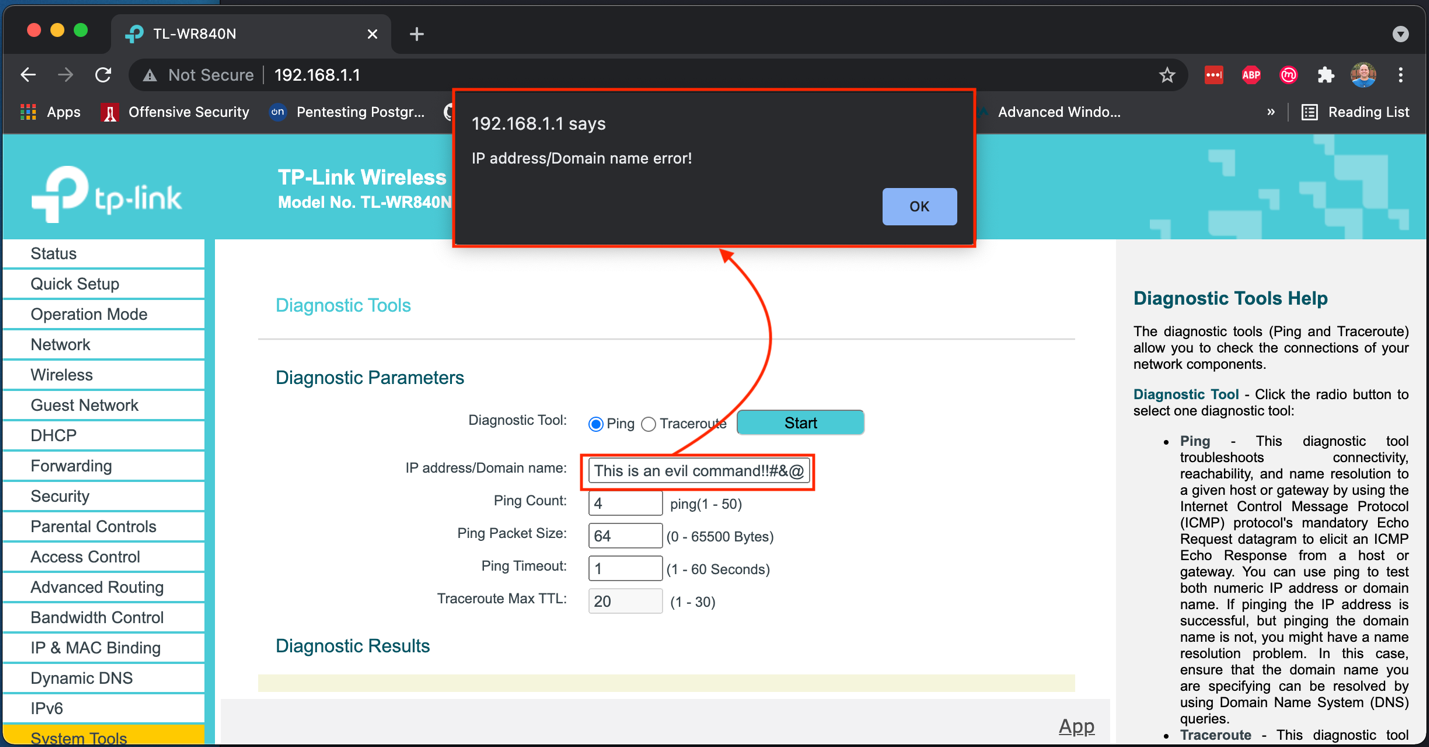 TL-WR840N
Not Secure
192.168.1.1
ABP
Apps
Offensive Security
Pentesting Postgr...
Advanced Windo...
»
Reading List
192.168.1.1 says
IP address/Domain name error!
OK
tp-link
TP-Link Wireless
Model No. TL-WR840N
Status
Quick Setup
Operation Mode
Network
Wireless
Guest Network
DHCP
Forwarding
Security
Parental Controls
Access Control
Advanced Routing
Bandwidth Control
IP & MAC Binding
Dynamic DNS
IPv6
System Tools
Diagnostic Tools
Diagnostic Parameters
Diagnostic Tool: Ping Traceroute Start
IP address/Domain name: This is an evil command!!#&@
Ping Count: 4 ping(1 - 50)
Ping Packet Size: 64 (0 - 65500 Bytes)
Ping Timeout: 1 (1 - 60 Seconds)
Traceroute Max TTL: 20 (1 - 30)
Diagnostic Results
App
Diagnostic Tools Help
The diagnostic tools (Ping and Traceroute)
allow you to check the connections of your
network components.
Diagnostic Tool - Click the radio button to
select one diagnostic tool:
• Ping - This diagnostic tool
troubleshoots connectivity,
reachability, and name resolution to
a given host or gateway by using the
Internet Control Message Protocol
(ICMP) protocol's mandatory Echo
Request datagram to elicit an ICMP
Echo Response from a host or
gateway. You can use ping to test
both numeric IP address or domain
name. If pinging the IP address is
successful, but pinging the domain
name is not, you might have a name
resolution problem. In this case,
ensure that the domain name you
are specifying can be resolved by
using Domain Name System (DNS)
queries.
• Traceroute - This diagnostic tool